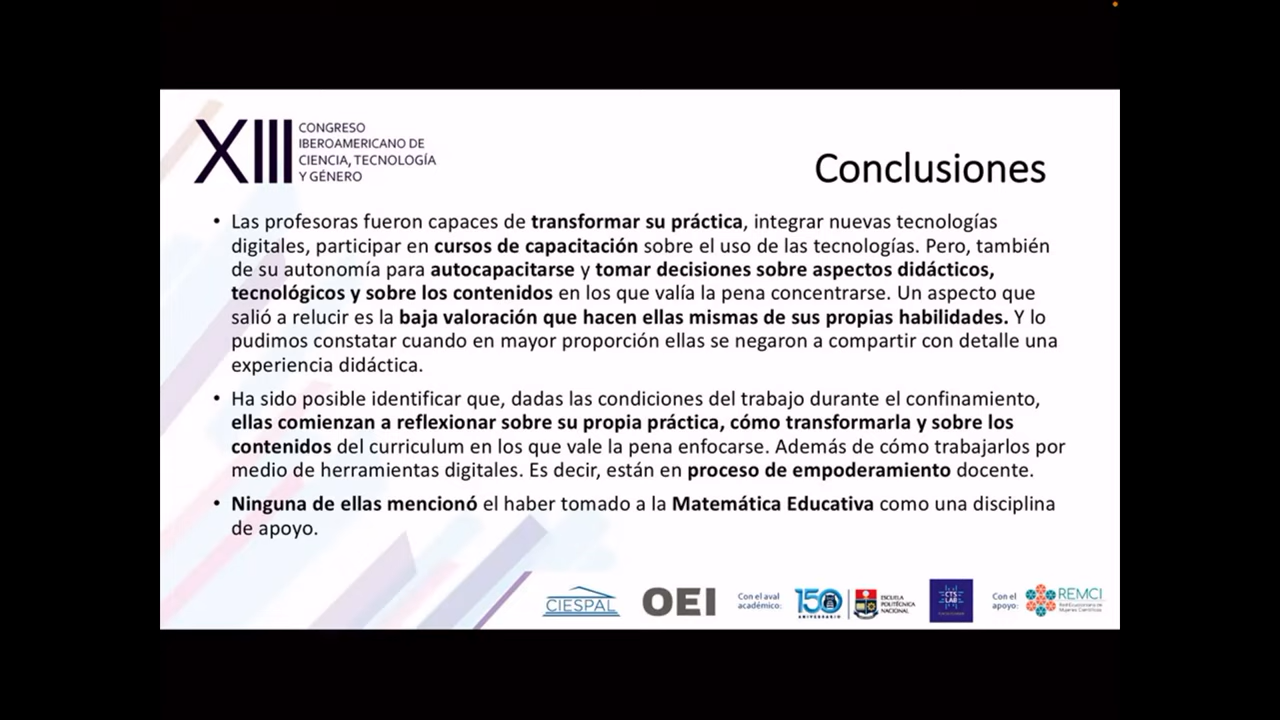 XIII CONGRESO
IBEROAMERICANO DE
CIENCIA, TECNOLOGÍA
Y GÉNERO
Conclusiones
• Las profesoras fueron capaces de transformar su práctica, integrar nuevas tecnologías
digitales, participar en cursos de capacitación sobre el uso de las tecnologías. Pero, también
de su autonomía para autocapacitarse y tomar decisiones sobre aspectos didácticos,
tecnológicos y sobre los contenidos en los que valía la pena concentrarse. Un aspecto que
salió a relucir es la baja valoración que hacen ellas mismas de sus propias habilidades. Y lo
pudimos constatar cuando en mayor proporción ellas se negaron a compartir con detalle una
experiencia didáctica.
• Ha sido posible identificar que, dadas las condiciones del trabajo durante el confinamiento,
ellas comienzan a reflexionar sobre su propia práctica, cómo transformarla y sobre los
contenidos del curriculum en los que vale la pena enfocarse. Además de cómo trabajarlos por
medio de herramientas digitales. Es decir, están en proceso de empoderamiento docente.
• Ninguna de ellas mencionó el haber tomado a la Matemática Educativa como una disciplina
de apoyo.
CIESPAL
OEI
Con el aval
académico:
150
ANIVERSARIO
ESCUELA
POLITÉCNICA
NACIONAL
CTS
LAB
Con el
apoyo:
REMCI
Red Ecuatoriana de
Mujeres Científicas